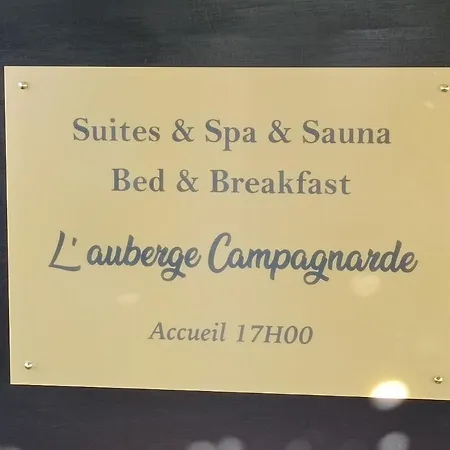 Suites & Spa & Sauna
Bed & Breakfast
L'auberge Campagnarde
Accueil 17H00